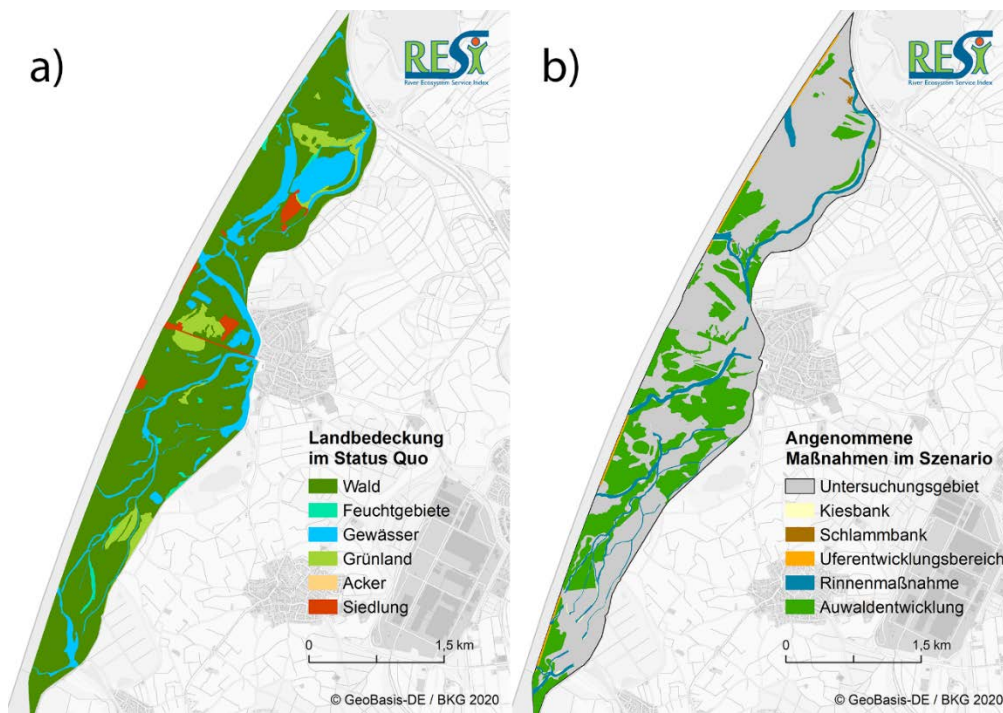 a)
RESI
River Ecosystem Service Index
Landbedeckung
im Status Quo
Wald
Feuchtgebiete
Gewässer
Grünland
Acker
Siedlung
0
1,5 km
© GeoBasis-DE / BKG 2020
b)
RESI
River Ecosystem Service Index
Angenommene
Maßnahmen im Szenario
Untersuchungsgebiet
Kiesbank
Schlammbank
Uferentwicklungsbereich
Rinnenmaßnahme
Auwaldentwicklung
0
1,5 km
© GeoBasis-DE / BKG 2020